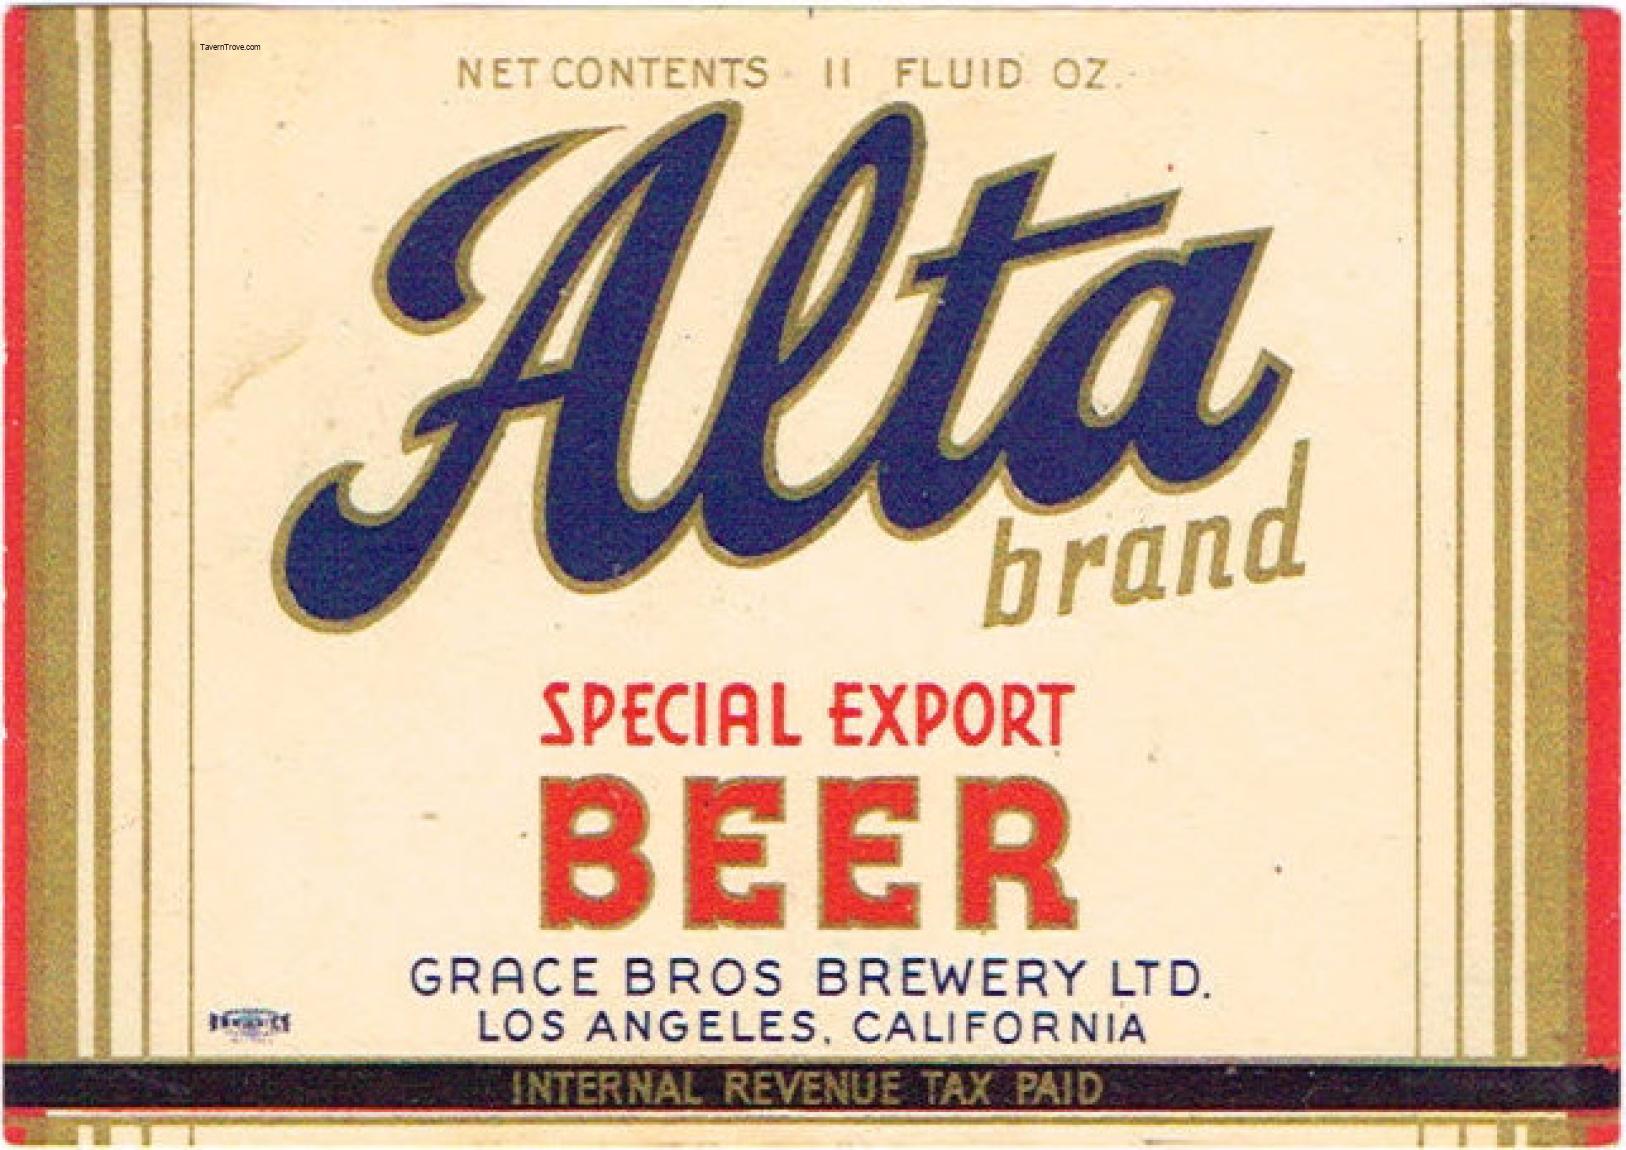 TavernTrove.com
NET CONTENTS 11 FLUID OZ.
Alta
brand
SPECIAL EXPORT
BEER
GRACE BROS BREWERY LTD.
LOS ANGELES, CALIFORNIA
INTERNAL REVENUE TAX PAID